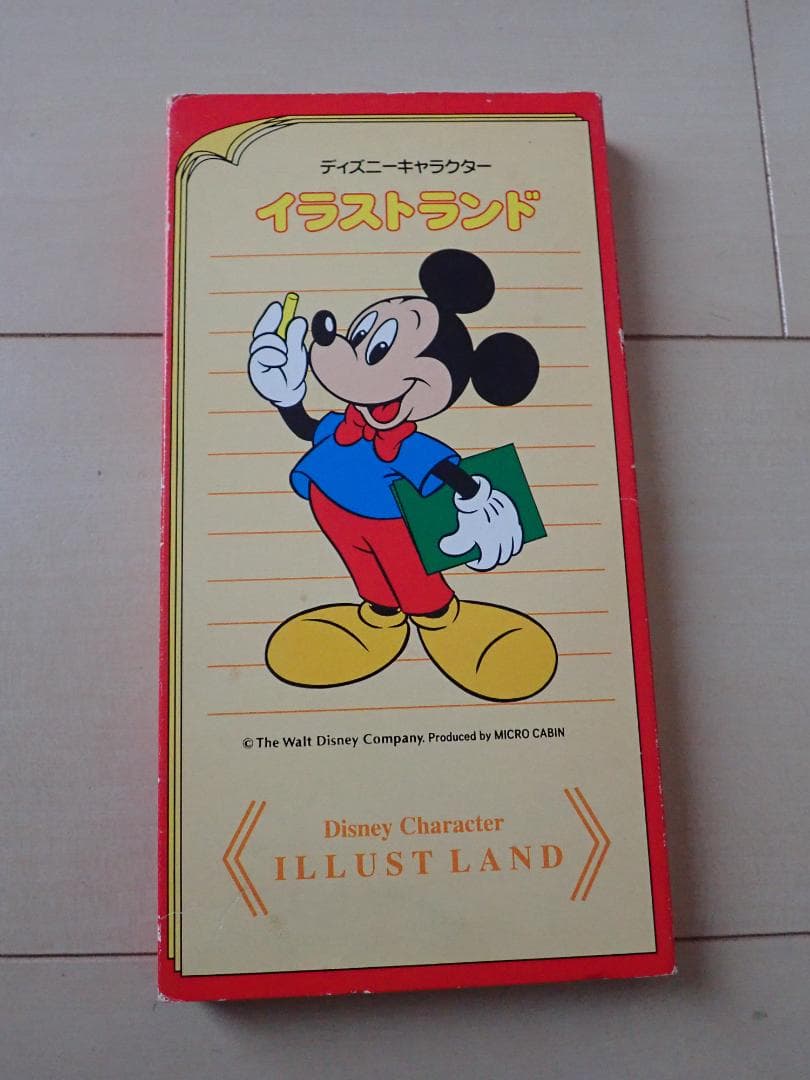 ディズニーキャラクター
イラストランド
© The Walt Disney Company. Produced by MICRO CABIN
Disney Character
ILLUST LAND